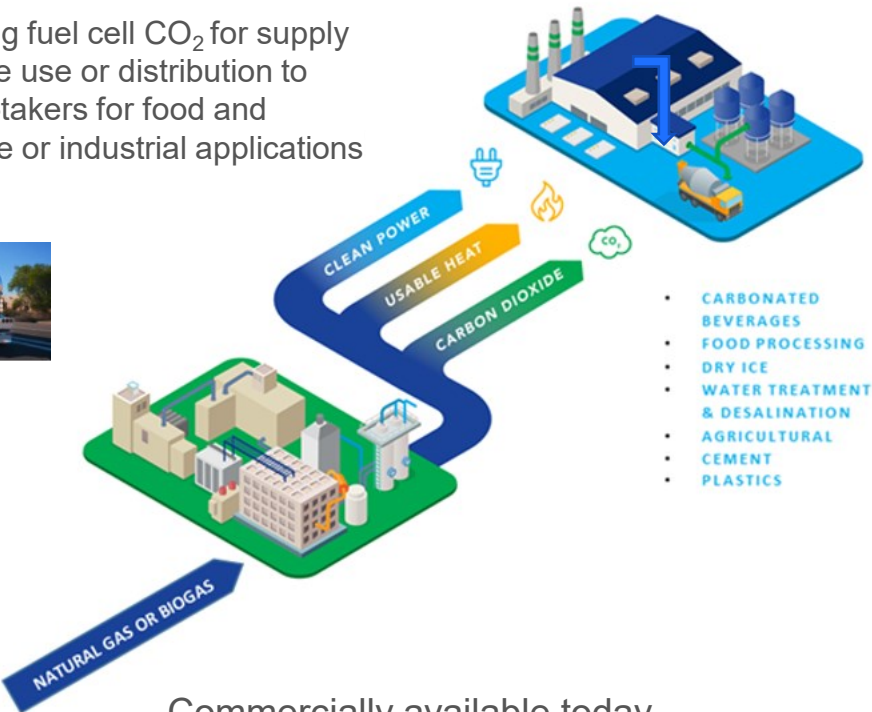 g fuel cell CO₂ for supply
e use or distribution to
takers for food and
e or industrial applications
CLEAN POWER
USABLE HEAT
CO₂
CARBON DIOXIDE
• CARBONATED
BEVERAGES
• FOOD PROCESSING
• DRY ICE
• WATER TREATMENT
& DESALINATION
• AGRICULTURAL
• CEMENT
• PLASTICS
NATURAL GAS OR BIOGAS
Commercially available today